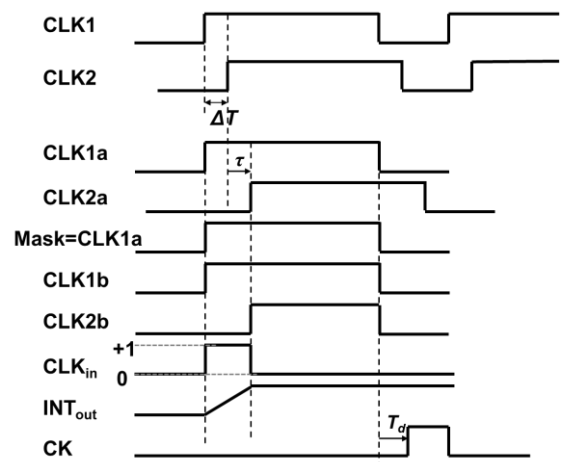 CLK1
CLK2
ΔT
CLK1a
τ
CLK2a
Mask=CLK1a
CLK1b
CLK2b
+1
CLKin
0
INTout
Td
CK